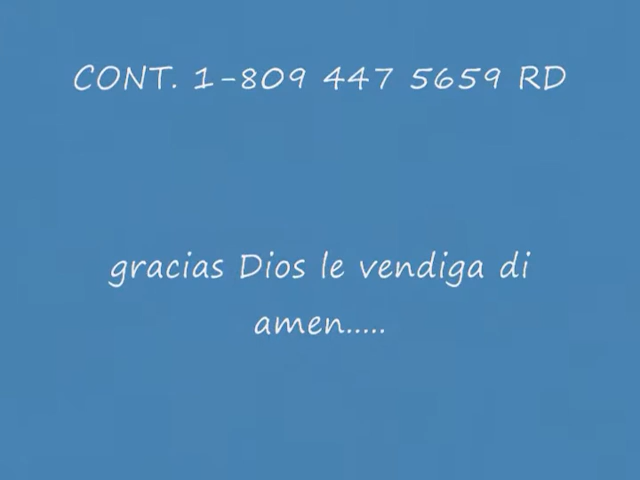 CONT. 1-809 447 5659 RD
gracias Dios le vendiga di
amen.....